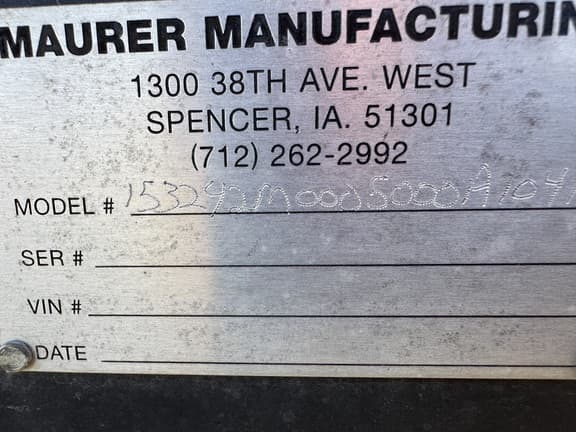 MAURER MANUFACTURIN
1300 38TH AVE. WEST
SPENCER, IA. 51301
(712) 262-2992
MODEL #
SER #
VIN #
DATE